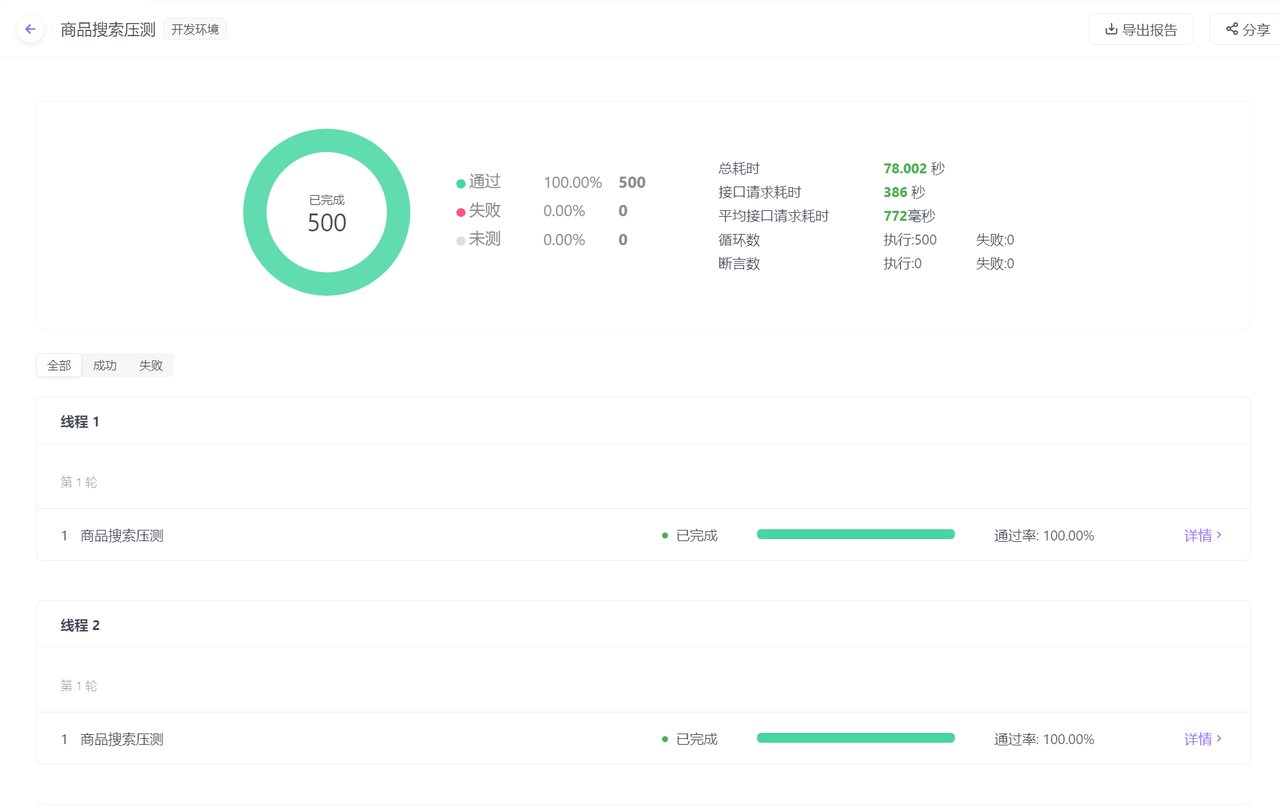 商品搜索压测 开发环境 导出报告 分享
已完成
500
通过 100.00% 500
失败 0.00% 0
未测 0.00% 0
总耗时 78.002 秒
接口请求耗时 386 秒
平均接口请求耗时 772毫秒
循环数 执行:500 失败:0
断言数 执行:0 失败:0
全部 成功 失败
线程 1
第 1 轮
1 商品搜索压测 已完成 通过率: 100.00% 详情
线程 2
第 1 轮
1 商品搜索压测 已完成 通过率: 100.00% 详情